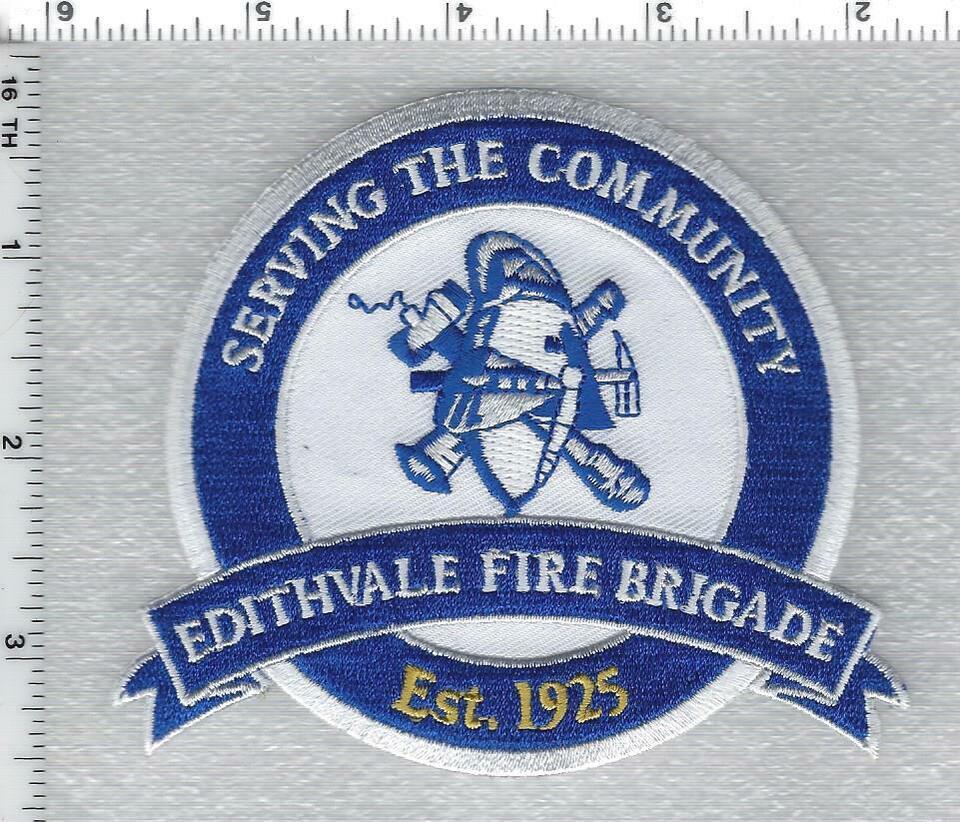 6 5 4 3 2
16 TH
1
2
3
SERVING THE COMMUNITY
EDITHVALE FIRE BRIGADE
Est. 1925